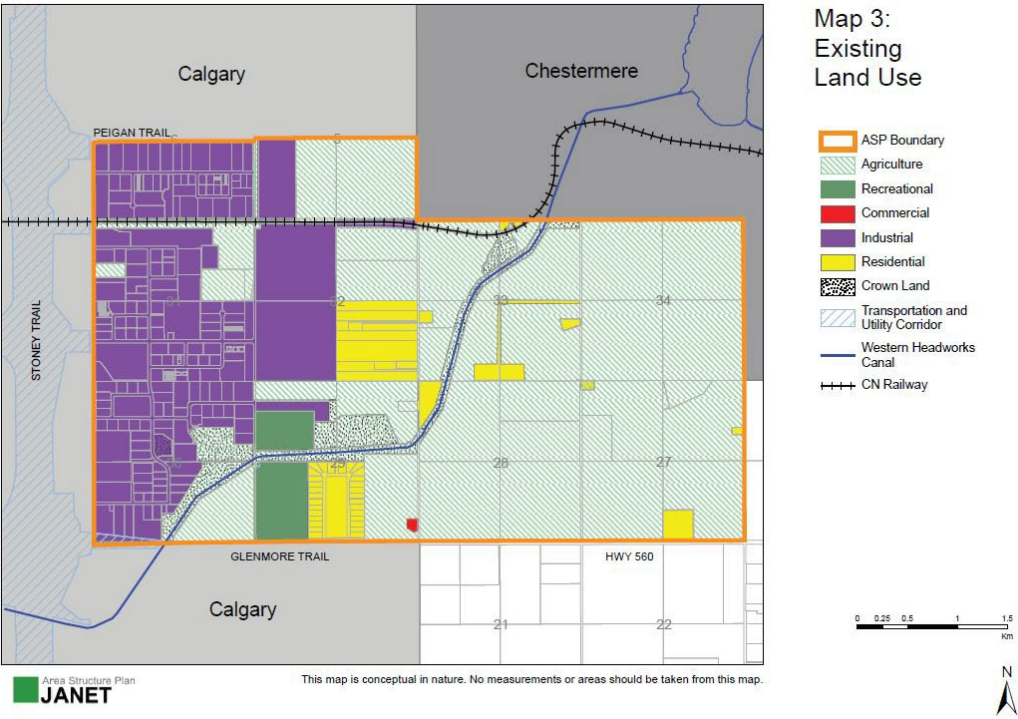 Map 3:
Existing
Land Use
Calgary
Chestermere
PEIGAN TRAIL
STONEY TRAIL
5
31
32
33
34
30
29
28
27
GLENMORE TRAIL
HWY 560
Calgary
21
22
ASP Boundary
Agriculture
Recreational
Commercial
Industrial
Residential
Crown Land
Transportation and
Utility Corridor
Western Headworks
Canal
CN Railway
0 0.25 0.5 1 1.5
Km
N
Area Structure Plan
JANET
This map is conceptual in nature. No measurements or areas should be taken from this map.